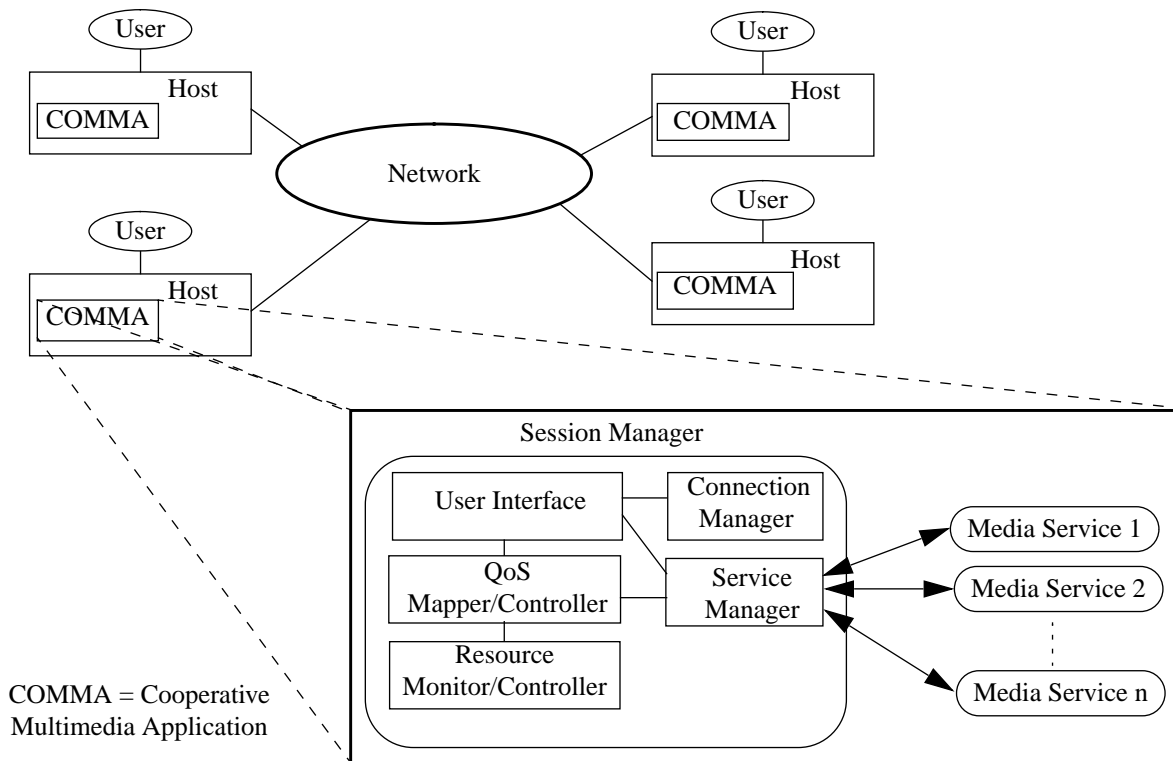 User
Host
COMMA
User
Host
COMMA
Network
User
Host
COMMA
User
Host
COMMA
Session Manager
User Interface
Connection
Manager
QoS
Mapper/Controller
Service
Manager
Resource
Monitor/Controller
Media Service 1
Media Service 2
Media Service n
COMMA = Cooperative
Multimedia Application